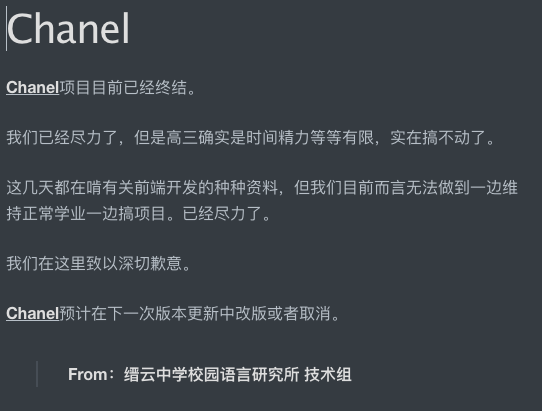 Chanel
Chanel项目目前已经终结。
我们已经尽力了，但是高三确实是时间精力等等有限，实在搞不动了。
这几天都在啃有关前端开发的种种资料，但我们目前而言无法做到一边维
持正常学业一边搞项目。已经尽力了。
我们在这里致以深切歉意。
Chanel预计在下一次版本更新中改版或者取消。
From：缙云中学校园语言研究所 技术组